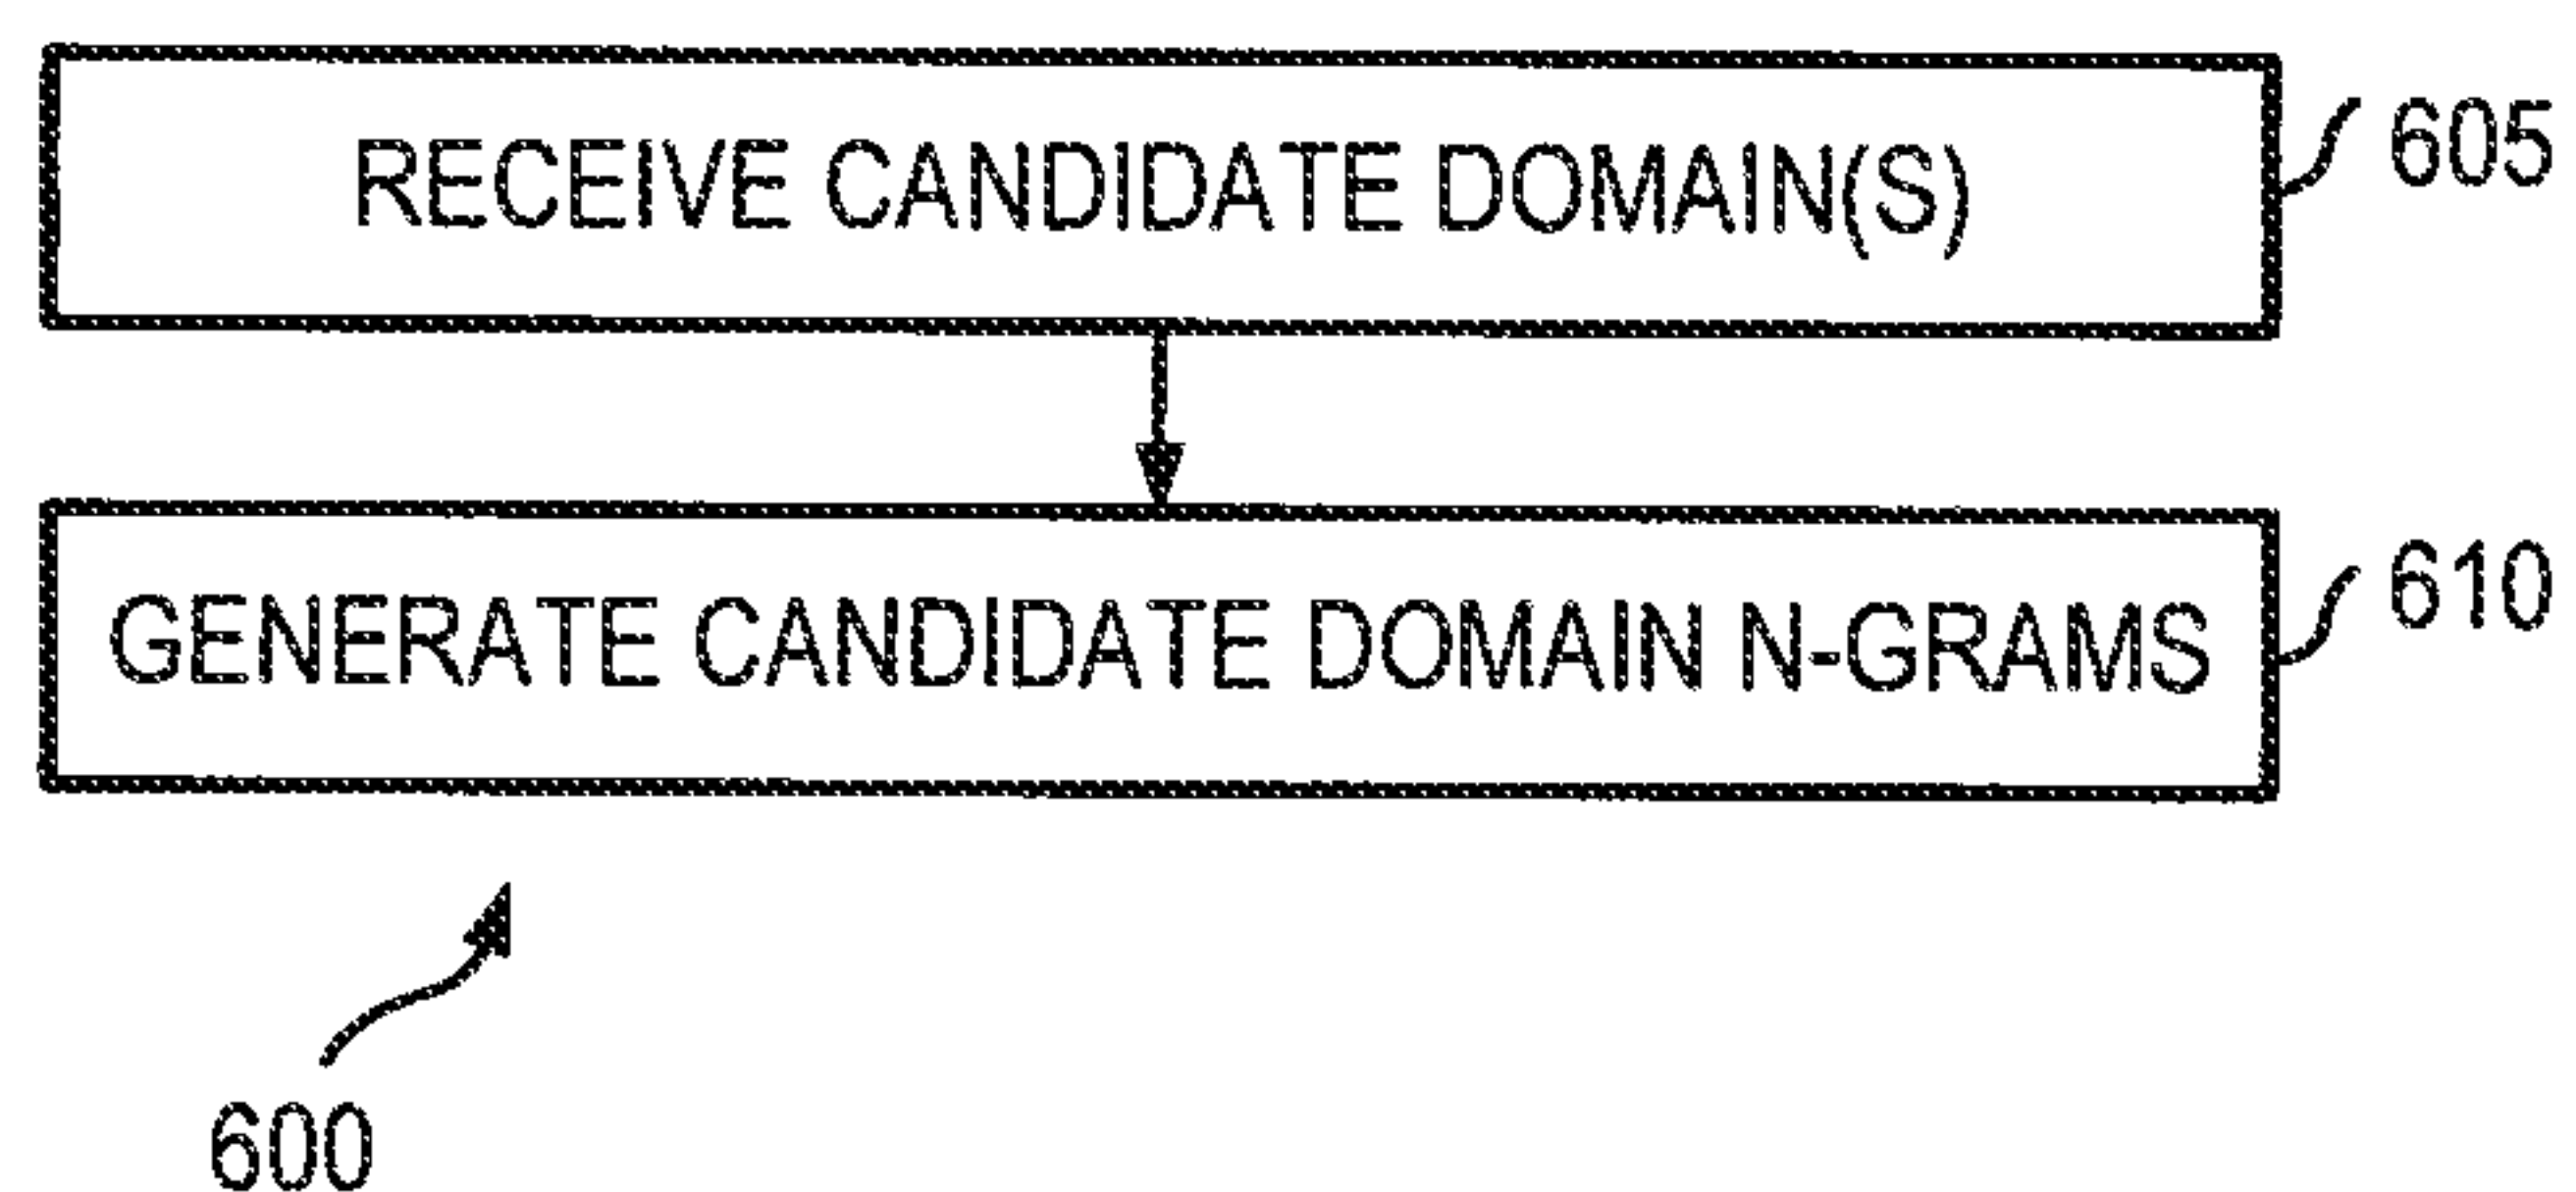 RECEIVE CANDIDATE DOMAIN(S)
605
GENERATE CANDIDATE DOMAIN N-GRAMS
610
600